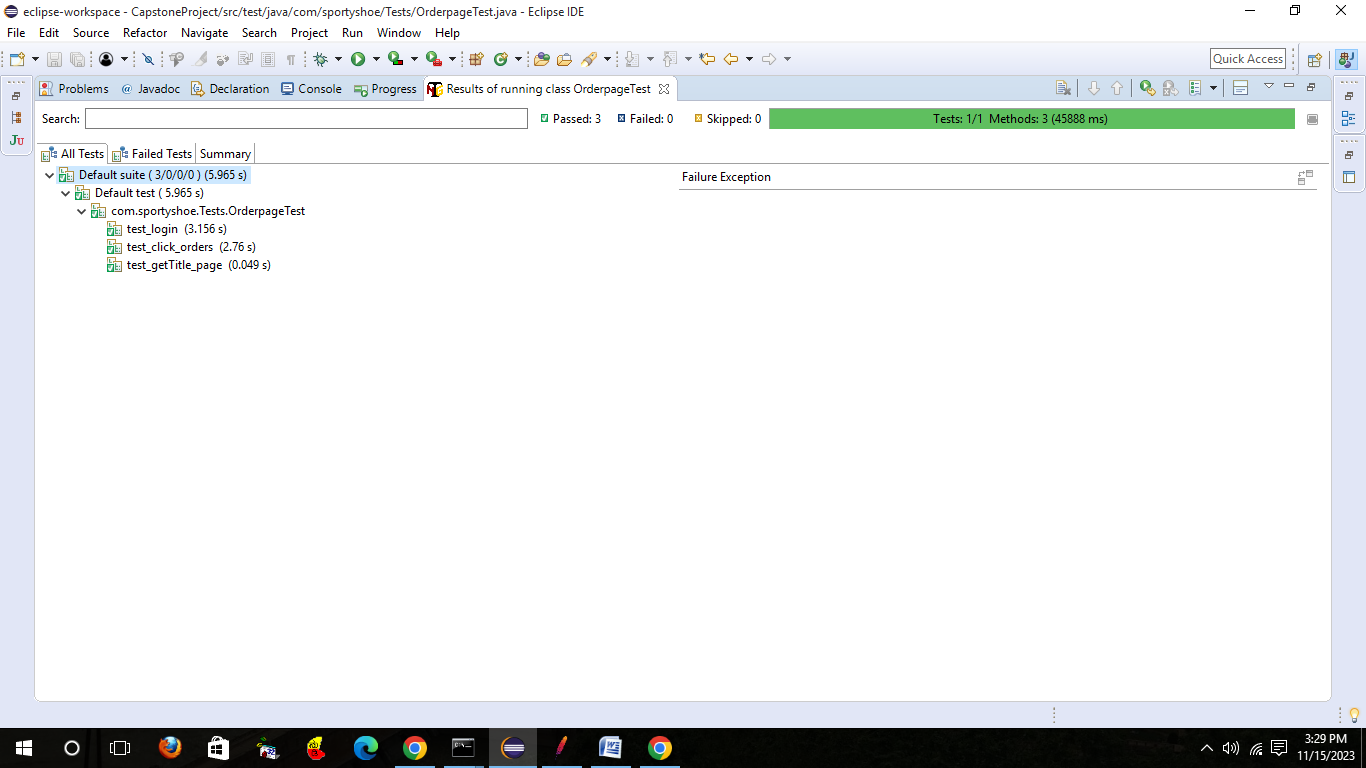 eclipse-workspace - CapstoneProject/src/test/java/com/sportyshoe/Tests/OrderpageTest.java - Eclipse IDE
File Edit Source Refactor Navigate Search Project Run Window Help
Quick Access
Problems @ Javadoc Declaration Console Progress Results of running class OrderpageTest
Search: Passed: 3 Failed: 0 Skipped: 0 Tests: 1/1 Methods: 3 (45888 ms)
All Tests Failed Tests Summary
Default suite ( 3/0/0/0 ) (5.965 s) Failure Exception
Default test ( 5.965 s)
com.sportyshoe.Tests.OrderpageTest
test_login (3.156 s)
test_click_orders (2.76 s)
test_getTitle_page (0.049 s)
3:29 PM
11/15/2023